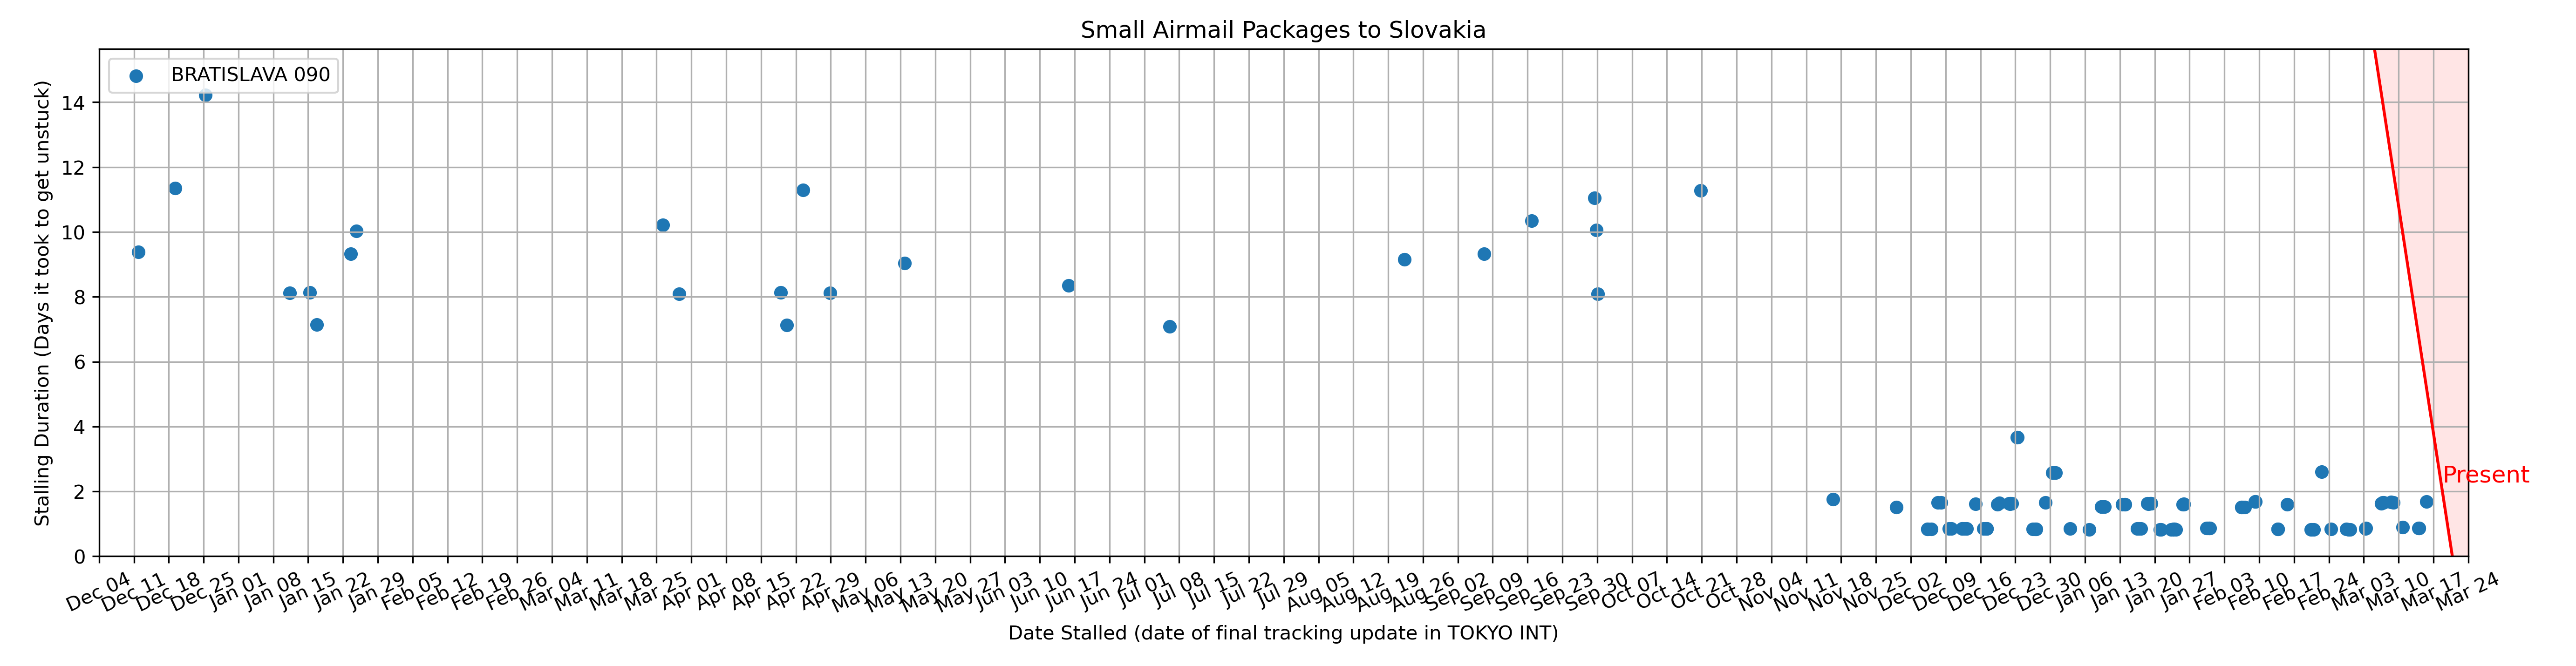 Small Airmail Packages to Slovakia
BRATISLAVA 090
Stalling Duration (Days it took to get unstuck)
14
12
10
8
6
4
2
0
Present
Dec 04 Dec 11 Dec 18 Dec 25 Jan 01 Jan 08 Jan 15 Jan 22 Jan 29 Feb 05 Feb 12 Feb 19 Feb 26 Mar 04 Mar 11 Mar 18 Mar 25 Apr 01 Apr 08 Apr 15 Apr 22 Apr 29 May 06 May 13 May 20 May 27 Jun 03 Jun 10 Jun 17 Jun 24 Jul 01 Jul 08 Jul 15 Jul 22 Jul 29 Aug 05 Aug 12 Aug 19 Aug 26 Sep 02 Sep 09 Sep 16 Sep 23 Sep 30 Oct 07 Oct 14 Oct 21 Oct 28 Nov 04 Nov 11 Nov 18 Nov 25 Dec 02 Dec 09 Dec 16 Dec 23 Dec 30 Jan 06 Jan 13 Jan 20 Jan 27 Feb 03 Feb 10 Feb 17 Feb 24 Mar 03 Mar 10 Mar 17 Mar 24
Date Stalled (date of final tracking update in TOKYO INT)